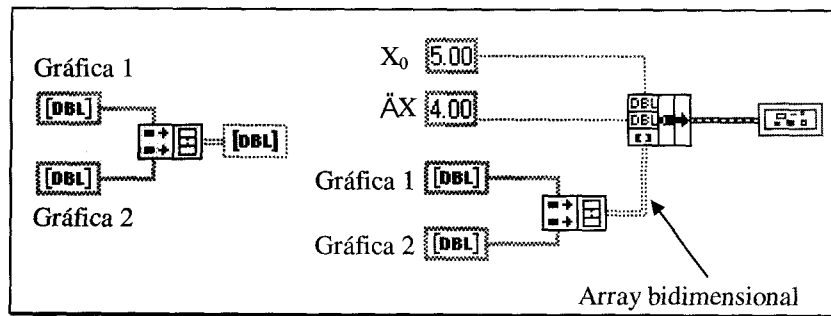 Gráfica 1
[DBL]
[DBL]
[DBL]
Gráfica 2
X₀ 5.00
ÄX 4.00
DBL
DBL
Gráfica 1 [DBL]
Gráfica 2 [DBL]
Array bidimensional